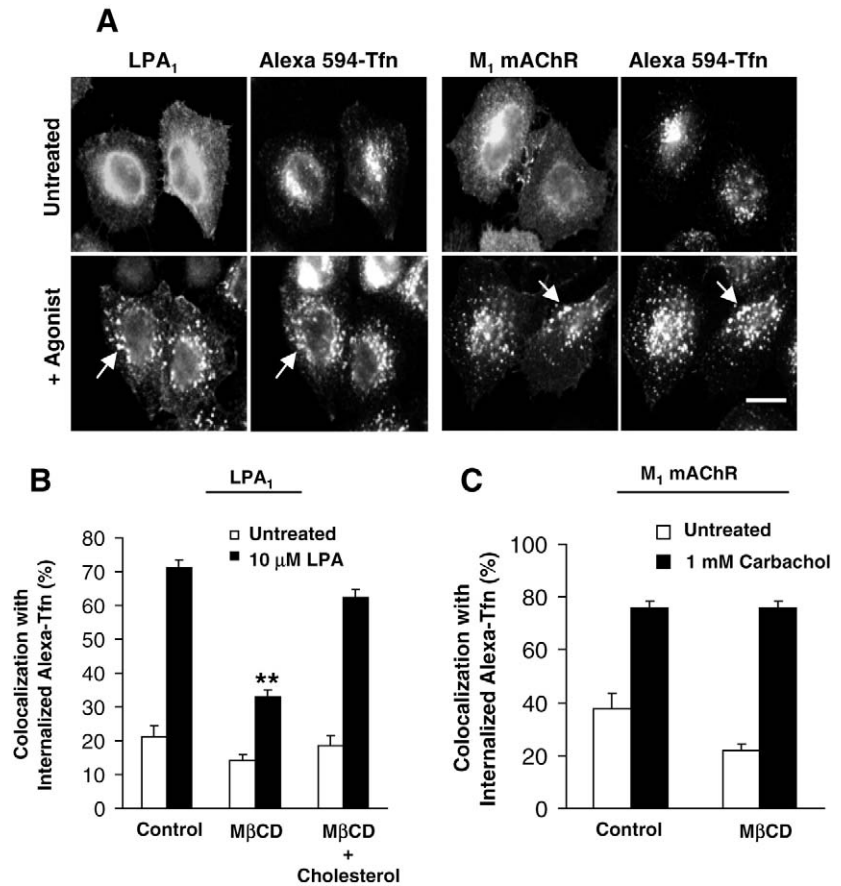 A
LPA₁ Alexa 594-Tfn M₁ mAChR Alexa 594-Tfn
Untreated
+ Agonist
B
LPA₁
Untreated
10 μM LPA
Colocalization with
Internalized Alexa-Tfn (%)
80
70
60
50
40
30
20
10
0
**
Control MβCD MβCD
+
Cholesterol
C
M₁ mAChR
Untreated
1 mM Carbachol
Colocalization with
Internalized Alexa-Tfn (%)
100
80
60
40
20
0
Control MβCD